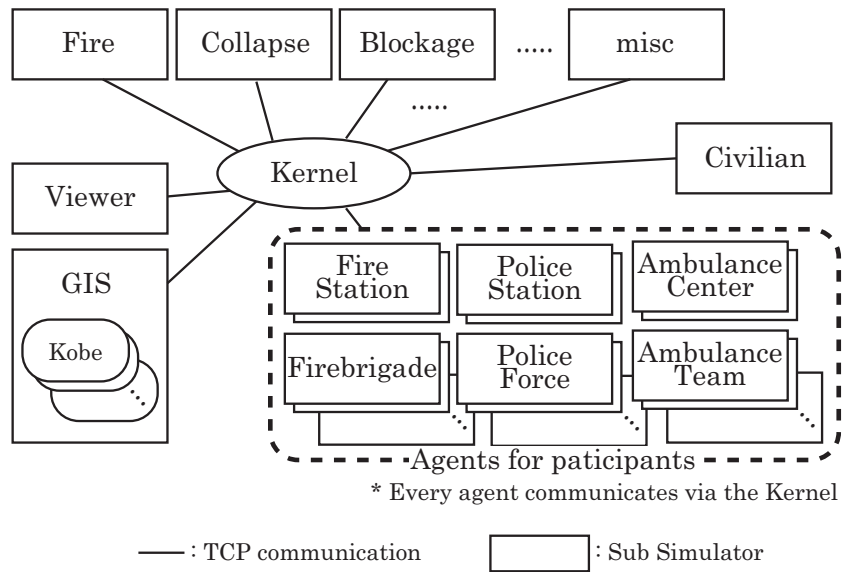 Fire
Collapse
Blockage
.....
misc
.....
Kernel
Civilian
Viewer
GIS
Kobe
...
Fire
Station
Police
Station
Ambulance
Center
Firebrigade
...
Police
Force
...
Ambulance
Team
...
Agents for paticipants
* Every agent communicates via the Kernel
: TCP communication
: Sub Simulator